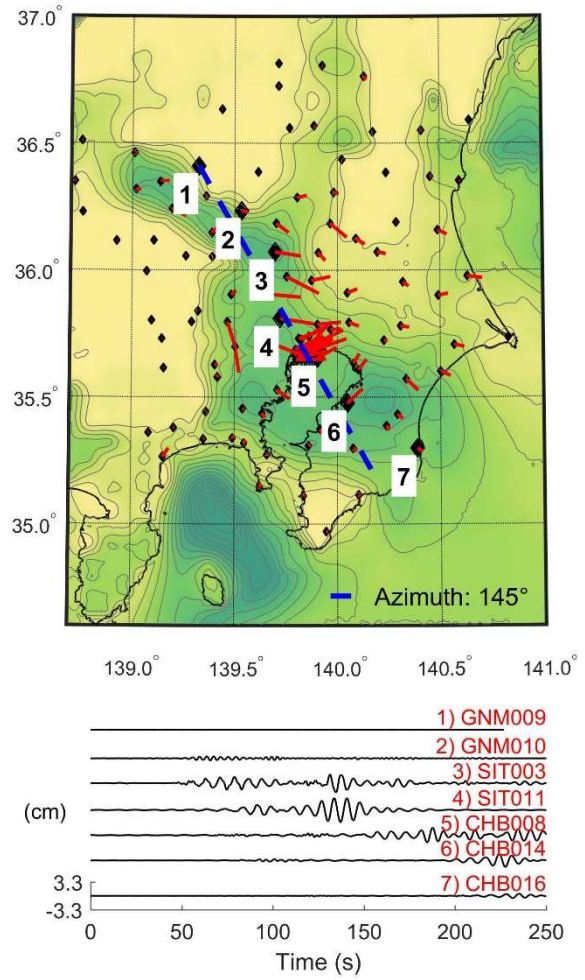 37.0°
1
36.5°
2
3
36.0°
4
35.5°
5
6
7
35.0°
Azimuth: 145°
139.0°
139.5°
140.0°
140.5°
141.0°
1) GNM009
2) GNM010
3) SIT003
(cm)
4) SIT011
5) CHB008
6) CHB014
3.3
7) CHB016
-3.3
0
50
100
150
200
250
Time (s)